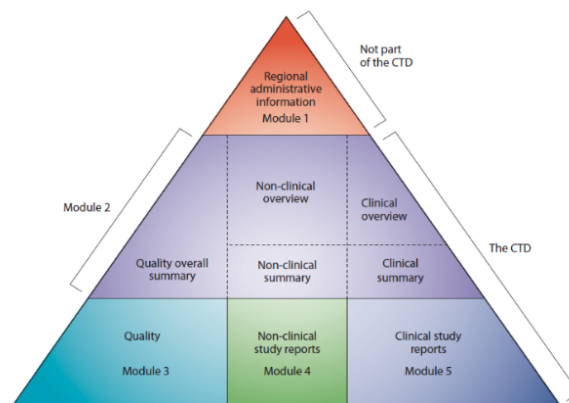 Regional
administrative
information
Module 1
Not part
of the CTD
Module 2
Non-clinical
overview
Clinical
overview
The CTD
Quality overall
summary
Non-clinical
summary
Clinical
summary
Quality
Module 3
Non-clinical
study reports
Module 4
Clinical study
reports
Module 5